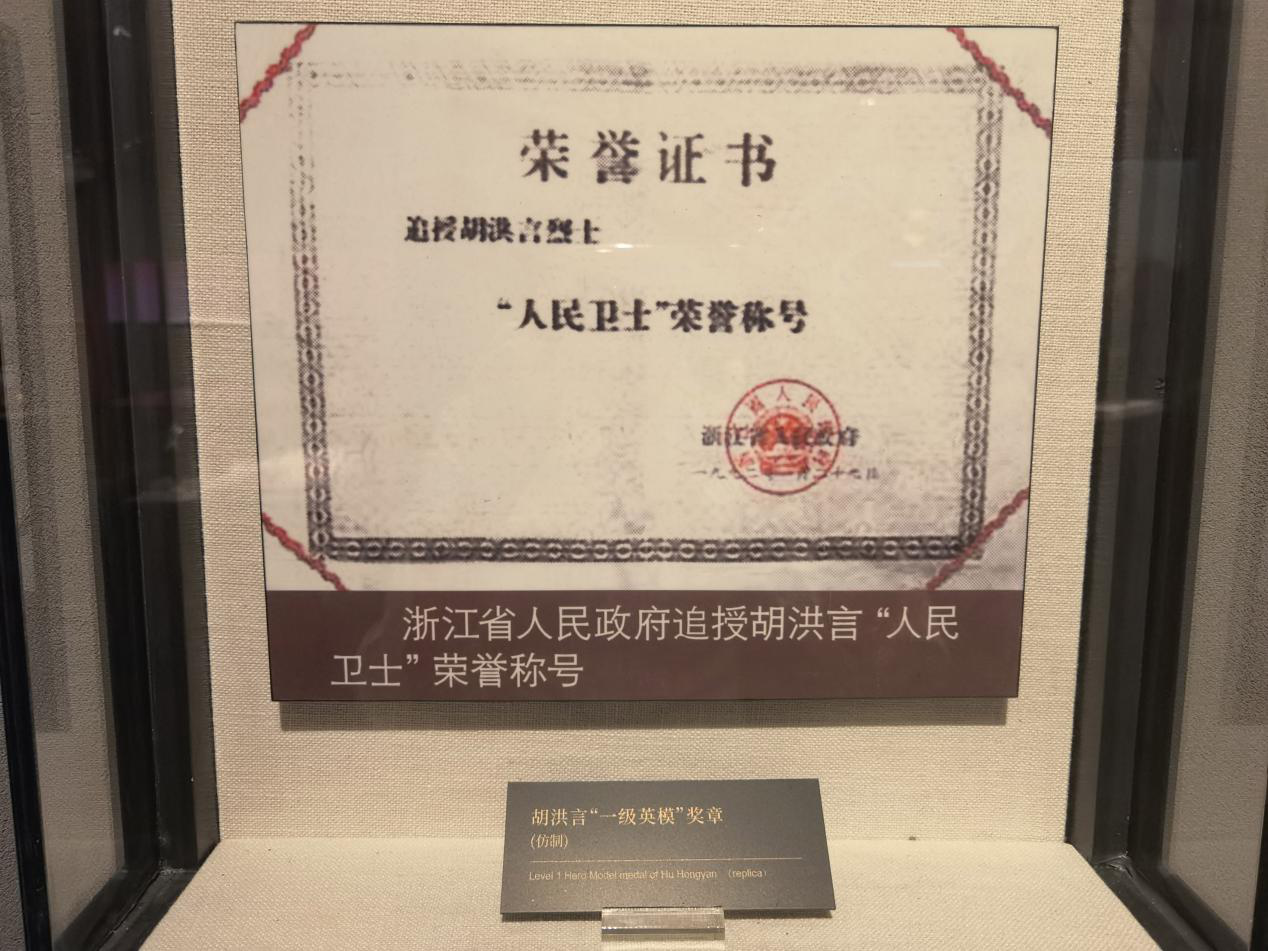 荣誉证书
追授胡洪言烈士
“人民卫士”荣誉称号
浙江省人民政府
浙江省人民政府追授胡洪言“人民
卫士”荣誉称号
胡洪言“一级英模”奖章
(仿制)
Level 1 Hero Model medal of Hu Hongyan （replica）